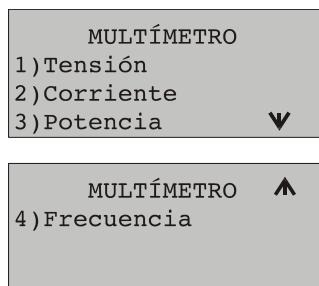 MULTÍMETRO
1)Tensión
2)Corriente
3)Potencia
MULTÍMETRO
4)Frecuencia